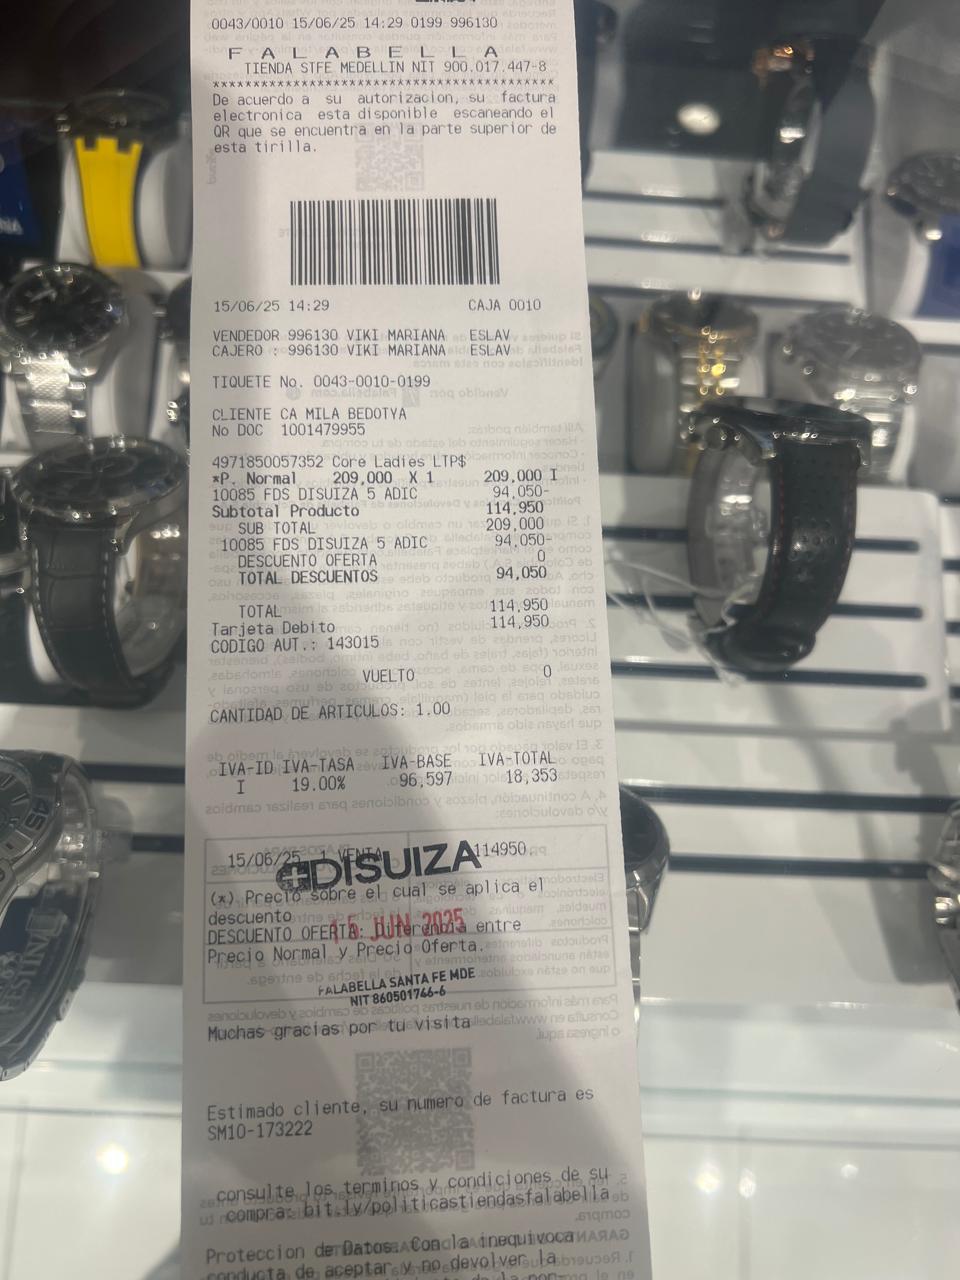 0043/0010 15/06/25 14:29 0199 996130
F A L A B E L L A
TIENDA STFE MEDELLIN NIT 900.017.447-8
****************************************
De acuerdo a su autorizacion, su factura
electronica esta disponible escaneando el
QR que se encuentra en la parte superior de
esta tirilla.
15/06/25 14:29 CAJA 0010
VENDEDOR 996130 VIKI MARIANA ESLAV
CAJERO : 996130 VIKI MARIANA ESLAV
TIQUETE No. 0043-0010-0199
CLIENTE CA MILA BEDOTYA
No DOC 1001479955
4971850057352 Core Ladies LTP$
*P. Normal 209,000 X 1 209,000 I
10085 FDS DISUIZA 5 ADIC 94,050-
Subtotal Producto 114,950
SUB TOTAL 209,000
10085 FDS DISUIZA 5 ADIC 94,050-
DESCUENTO OFERTA 0
TOTAL DESCUENTOS 94,050
TOTAL 114,950
Tarjeta Debito 114,950
CODIGO AUT.: 143015
VUELTO 0
CANTIDAD DE ARTICULOS: 1.00
IVA-ID IVA-TASA IVA-BASE IVA-TOTAL
I 19.00% 96,597 18,353
15/06/25 1 VENTA 114950
DISUIZA
(*) Precio sobre el cual se aplica el
descuento
15 JUN 2025
DESCUENTO OFERTA: Diferencia entre
Precio Normal y Precio Oferta.
FALABELLA SANTA FE MDE
NIT 860501766-6
Muchas gracias por tu visita
Estimado cliente, su numero de factura es
SM10-173222
consulte los terminos y condiciones de su
compra: bit.ly/politicastiendasfalabella
Proteccion de Datos. Con la inequivoca
conducta de aceptar y no devolver la